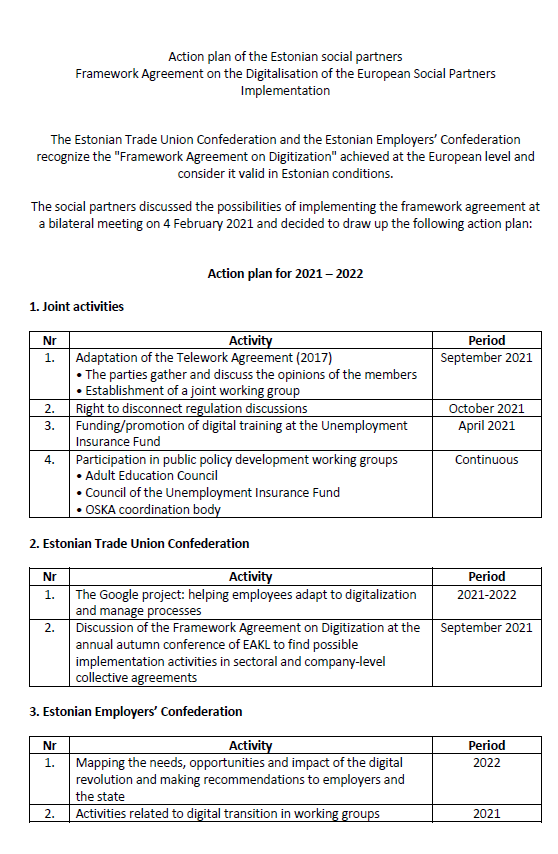 Action plan of the Estonian social partners
Framework Agreement on the Digitalisation of the European Social Partners
Implementation
The Estonian Trade Union Confederation and the Estonian Employers' Confederation
recognize the "Framework Agreement on Digitization" achieved at the European level and
consider it valid in Estonian conditions.
The social partners discussed the possibilities of implementing the framework agreement at
a bilateral meeting on 4 February 2021 and decided to draw up the following action plan:
Action plan for 2021 – 2022
1. Joint activities
Nr Activity Period
1. Adaptation of the Telework Agreement (2017) September 2021
• The parties gather and discuss the opinions of the members
• Establishment of a joint working group
2. Right to disconnect regulation discussions October 2021
3. Funding/promotion of digital training at the Unemployment April 2021
Insurance Fund
4. Participation in public policy development working groups Continuous
• Adult Education Council
• Council of the Unemployment Insurance Fund
• OSKA coordination body
2. Estonian Trade Union Confederation
Nr Activity Period
1. The Google project: helping employees adapt to digitalization 2021-2022
and manage processes
2. Discussion of the Framework Agreement on Digitization at the September 2021
annual autumn conference of EAKL to find possible
implementation activities in sectoral and company-level
collective agreements
3. Estonian Employers' Confederation
Nr Activity Period
1. Mapping the needs, opportunities and impact of the digital 2022
revolution and making recommendations to employers and
the state
2. Activities related to digital transition in working groups 2021